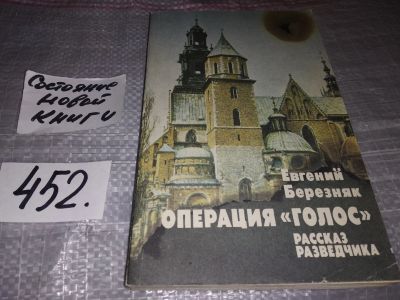 Состояние
новой
книги
452.
Евгений
Березняк
ОПЕРАЦИЯ «ГОЛОС»
РАССКАЗ
РАЗВЕДЧИКА